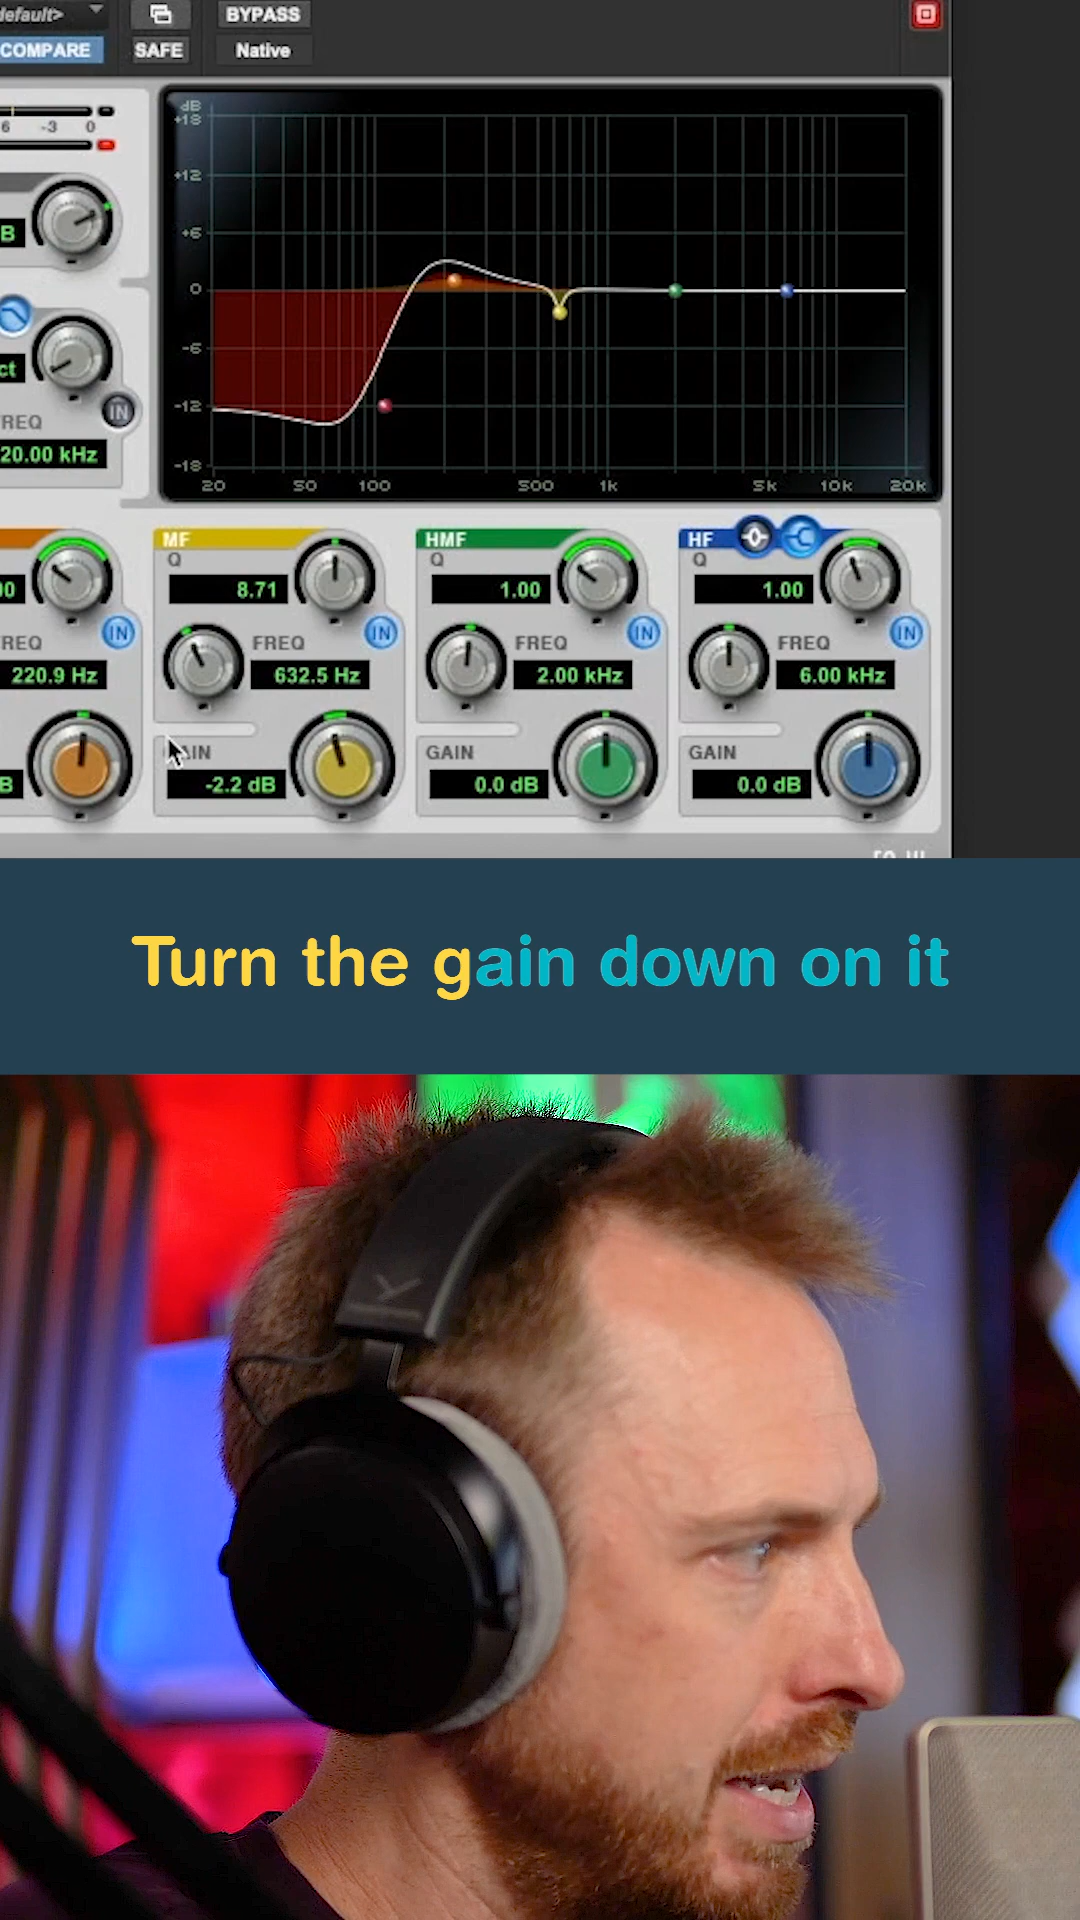 default>
BYPASS
COMPARE
SAFE
Native
6 -3 0
dB
+18
+12
+6
0
-6
-12
-18
20 50 100 500 1k 5k 10k 20k
B
ct
IN
REQ
20.00 kHz
MF
HMF
HF
Q
Q
Q
00
8.71
1.00
1.00
IN
IN
IN
IN
REQ
FREQ
FREQ
FREQ
220.9 Hz
632.5 Hz
2.00 kHz
6.00 kHz
AIN
GAIN
GAIN
B
-2.2 dB
0.0 dB
0.0 dB
Turn the gain down on it